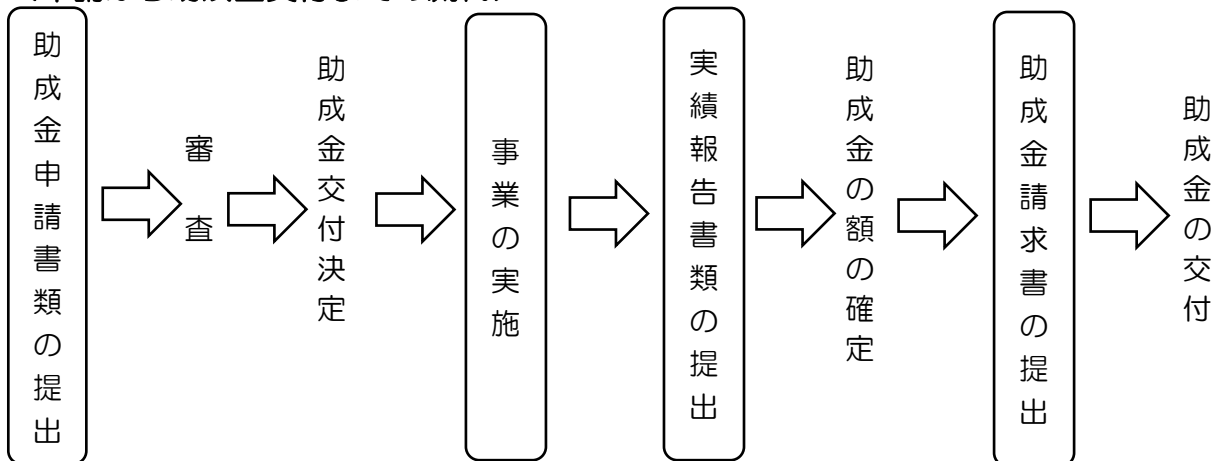 助成金申請書類の提出
審査
助成金交付決定
事業の実施
実績報告書類の提出
助成金の額の確定
助成金請求書の提出
助成金の交付